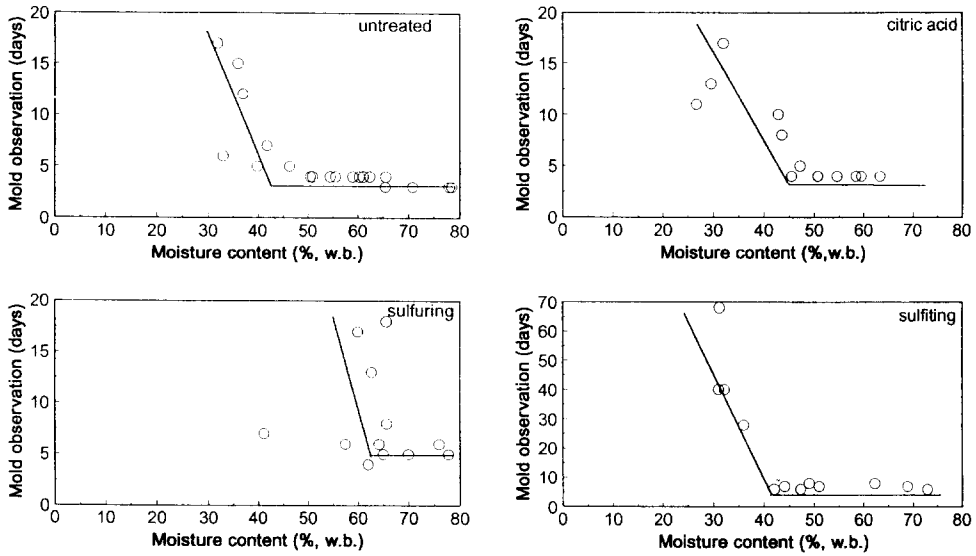 untreated
Mold observation (days)
20
15
10
5
0
0 10 20 30 40 50 60 70 80
Moisture content (%, w.b.)
citric acid
Mold observation (days)
20
15
10
5
0
0 10 20 30 40 50 60 70 80
Moisture content (%,w.b.)
sulfuring
Mold observation (days)
20
15
10
5
0
0 10 20 30 40 50 60 70 80
Moisture content (%, w.b.)
sulfiting
Mold observation (days)
70
60
50
40
30
20
10
0
0 10 20 30 40 50 60 70 80
Moisture content (%, w.b.)